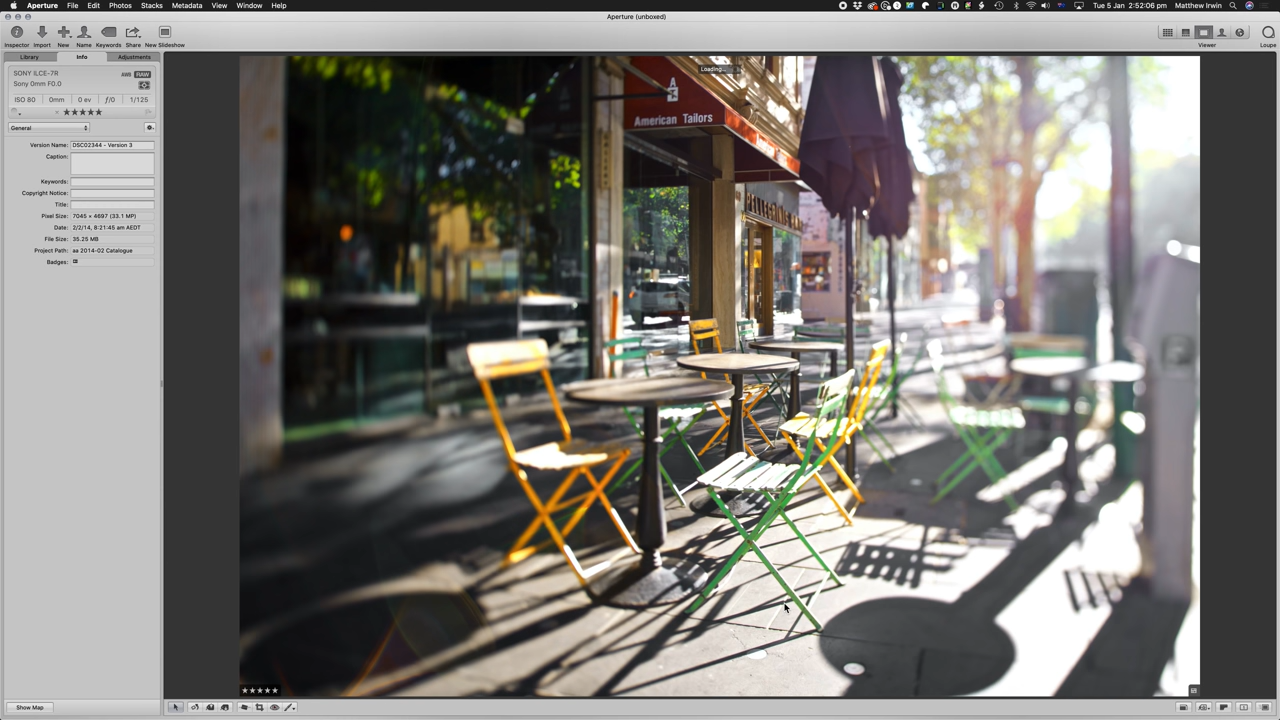 Aperture File Edit Photos Stacks Metadata View Window Help
Tue 5 Jan 2:52:06 pm Matthew Irwin
Aperture (unboxed)
Inspector Import New Name Keywords Share New Slideshow
Viewer Loupe
Library Info Adjustments
SONY ILCE-7R AWB RAW
Sony 0mm F0.0
ISO 80 0mm 0 ev ƒ/0 1/125
General
Version Name: DSC02344 - Version 3
Caption:
Keywords:
Copyright Notice:
Title:
Pixel Size: 7045 × 4697 (33.1 MP)
Date: 2/2/14, 8:21:45 am AEDT
File Size: 35.25 MB
Project Path: aa 2014-02 Catalogue
Badges:
Show Map
Loading...
A
American Tailors
PELLEGRINI'S BAR